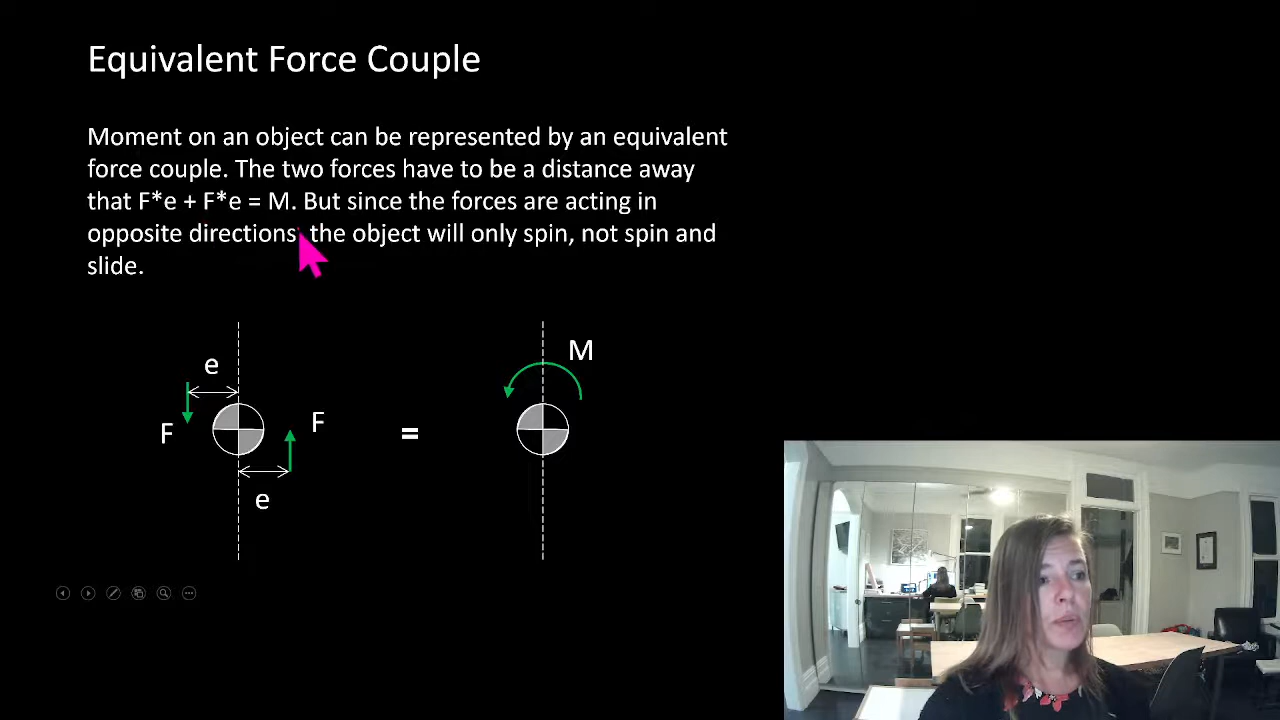 Equivalent Force Couple
Moment on an object can be represented by an equivalent
force couple. The two forces have to be a distance away
that F*e + F*e = M. But since the forces are acting in
opposite directions, the object will only spin, not spin and
slide.
e
M
F
F
=
e